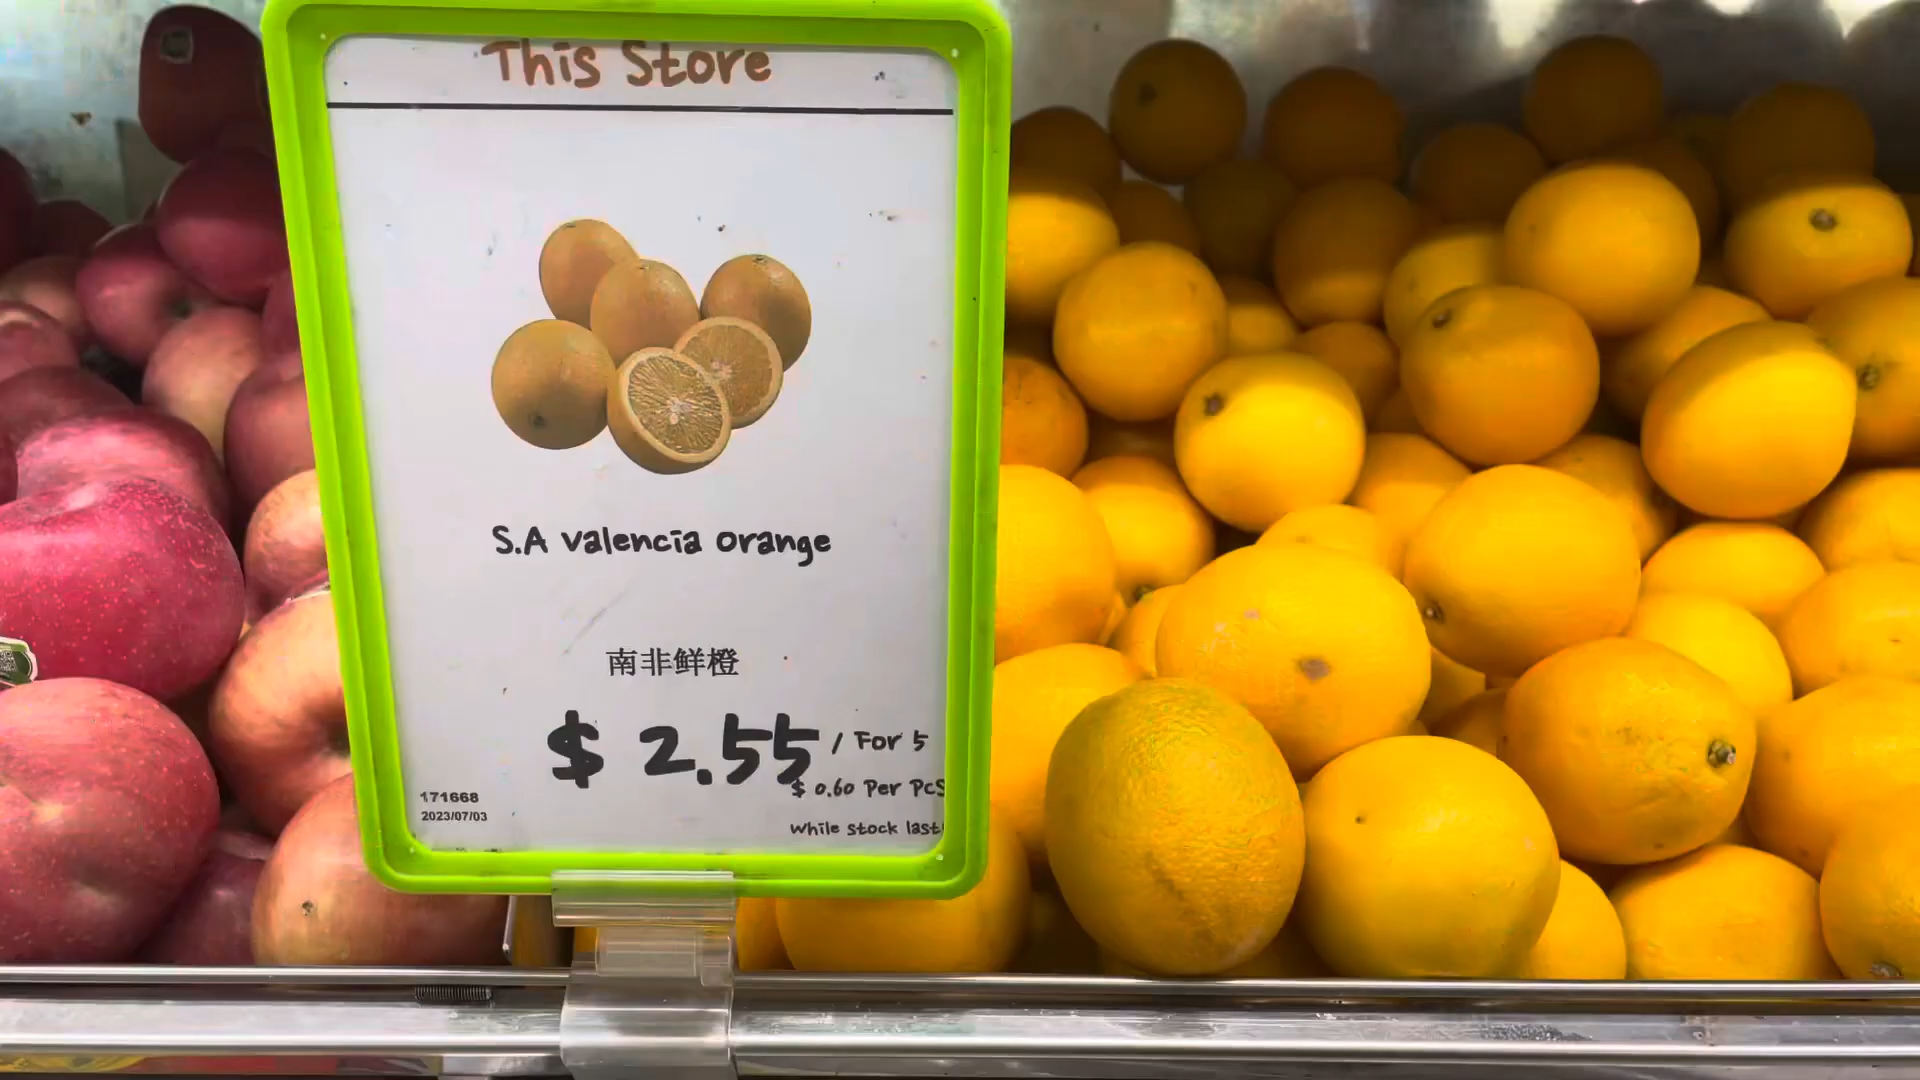 This Store
S.A valencia orange
南非鲜橙
$ 2.55 / For 5
$ 0.60 Per Pcs
171668
2023/07/03
While stock last